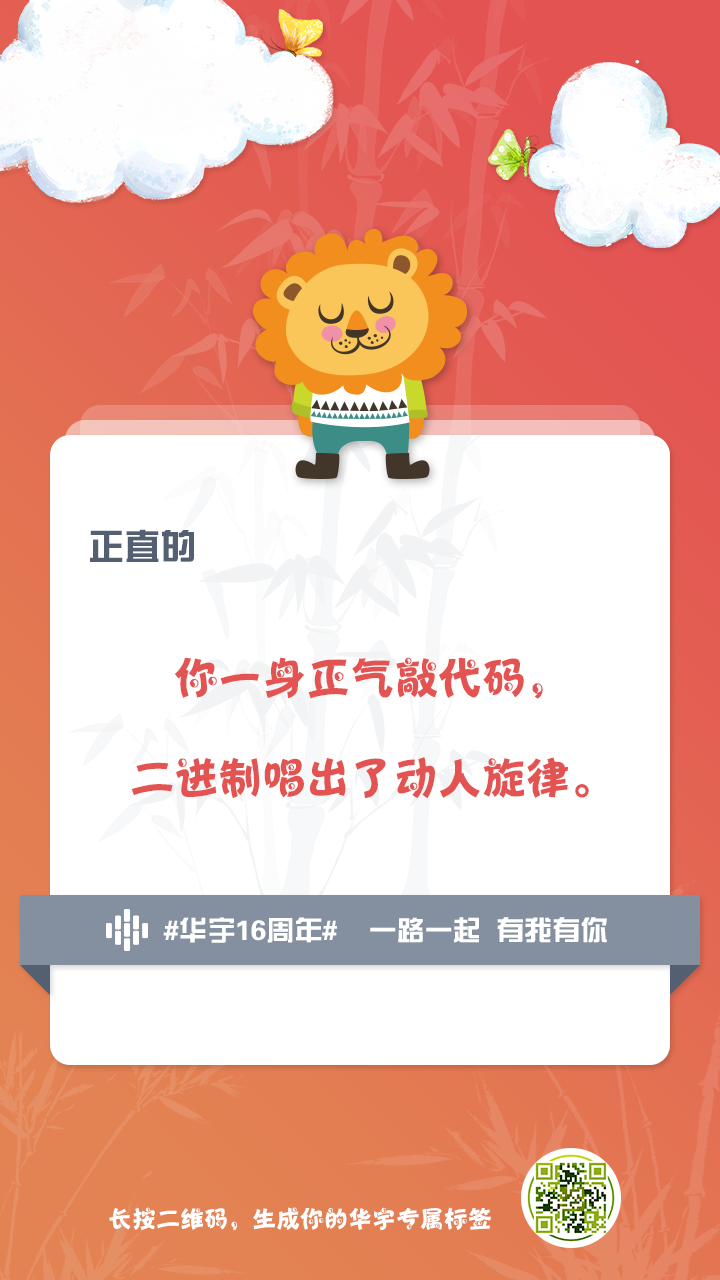 正直的
你一身正气敲代码，
二进制唱出了动人旋律。
#华宇16周年# 一路一起 有我有你
长按二维码，生成你的华宇专属标签